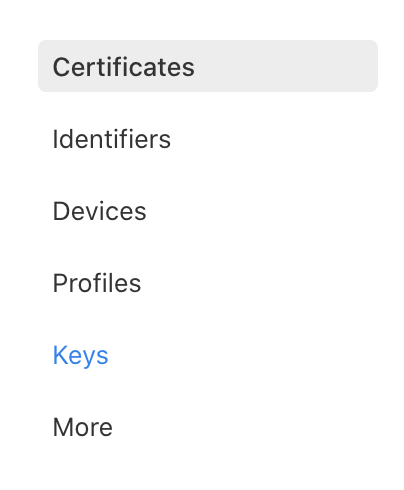 Certificates
Identifiers
Devices
Profiles
Keys
More